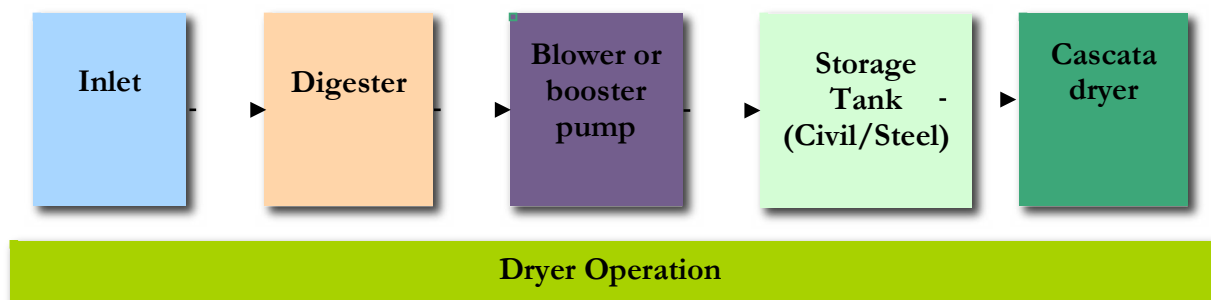 Inlet
Digester
Blower or
booster
pump
Storage
Tank -
(Civil/Steel)
Cascata
dryer
Dryer Operation